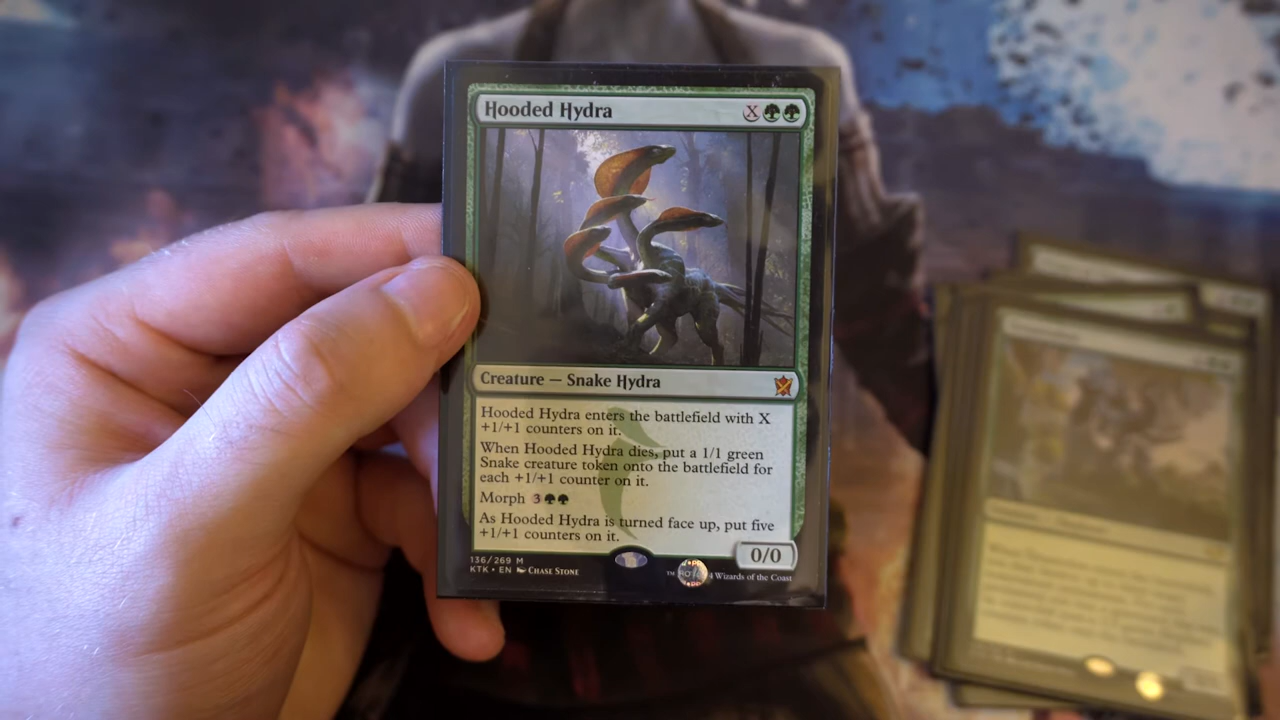 Hooded Hydra X
Creature — Snake Hydra
Hooded Hydra enters the battlefield with X
+1/+1 counters on it.
When Hooded Hydra dies, put a 1/1 green
Snake creature token onto the battlefield for
each +1/+1 counter on it.
Morph 3
As Hooded Hydra is turned face up, put five
+1/+1 counters on it.
0/0
136/269 M
KTK • EN CHASE STONE
™ Wizards of the Coast